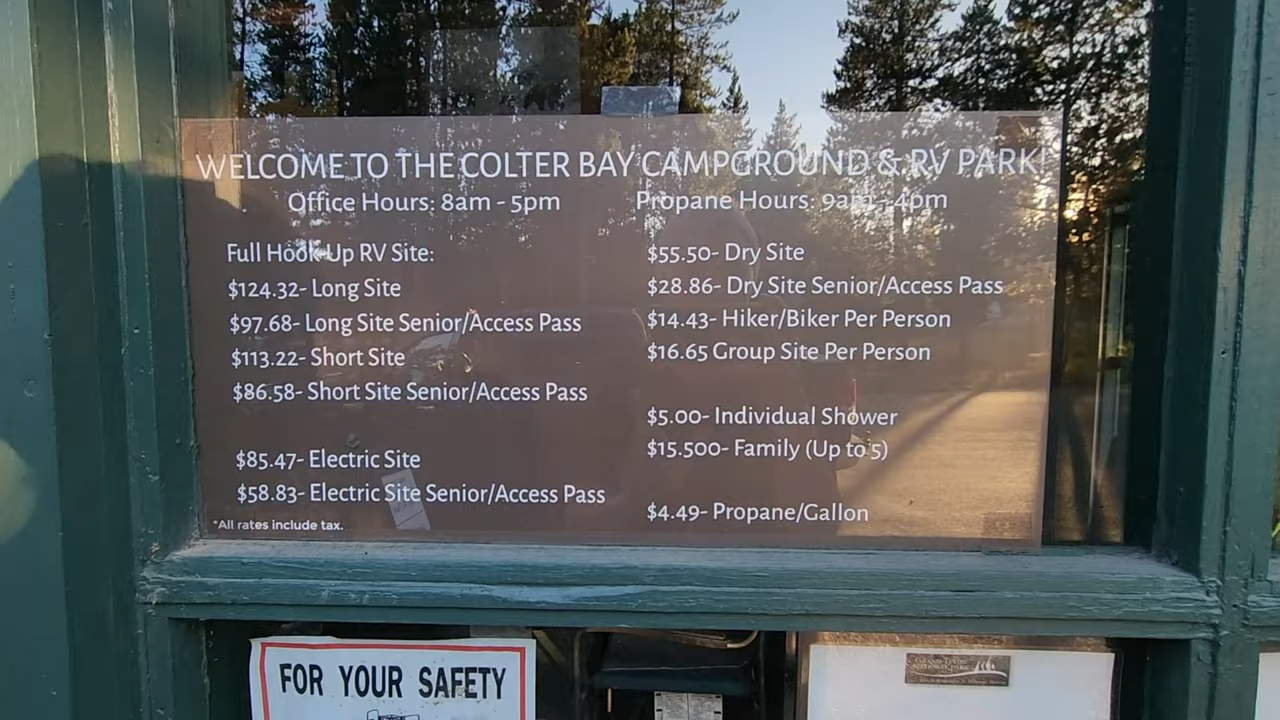 WELCOME TO THE COLTER BAY CAMPGROUND & RV PARK!
Office Hours: 8am - 5pm
Propane Hours: 9am - 4pm
Full Hook-Up RV Site:
$124.32- Long Site
$97.68- Long Site Senior/Access Pass
$113.22- Short Site
$86.58- Short Site Senior/Access Pass
$85.47- Electric Site
$58.83- Electric Site Senior/Access Pass
*All rates include tax.
$55.50- Dry Site
$28.86- Dry Site Senior/Access Pass
$14.43- Hiker/Biker Per Person
$16.65 Group Site Per Person
$5.00- Individual Shower
$15.500- Family (Up to 5)
$4.49- Propane/Gallon
FOR YOUR SAFETY
GRAND TETON
NATIONAL PARK